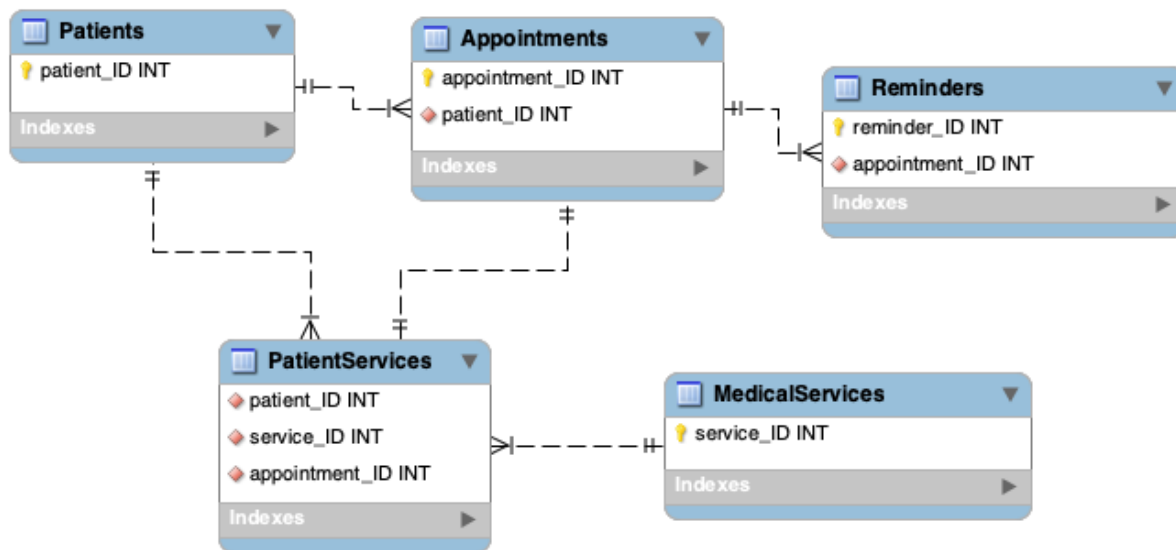 Patients
patient_ID INT
Indexes
Appointments
appointment_ID INT
patient_ID INT
Indexes
Reminders
reminder_ID INT
appointment_ID INT
Indexes
PatientServices
patient_ID INT
service_ID INT
appointment_ID INT
Indexes
MedicalServices
service_ID INT
Indexes